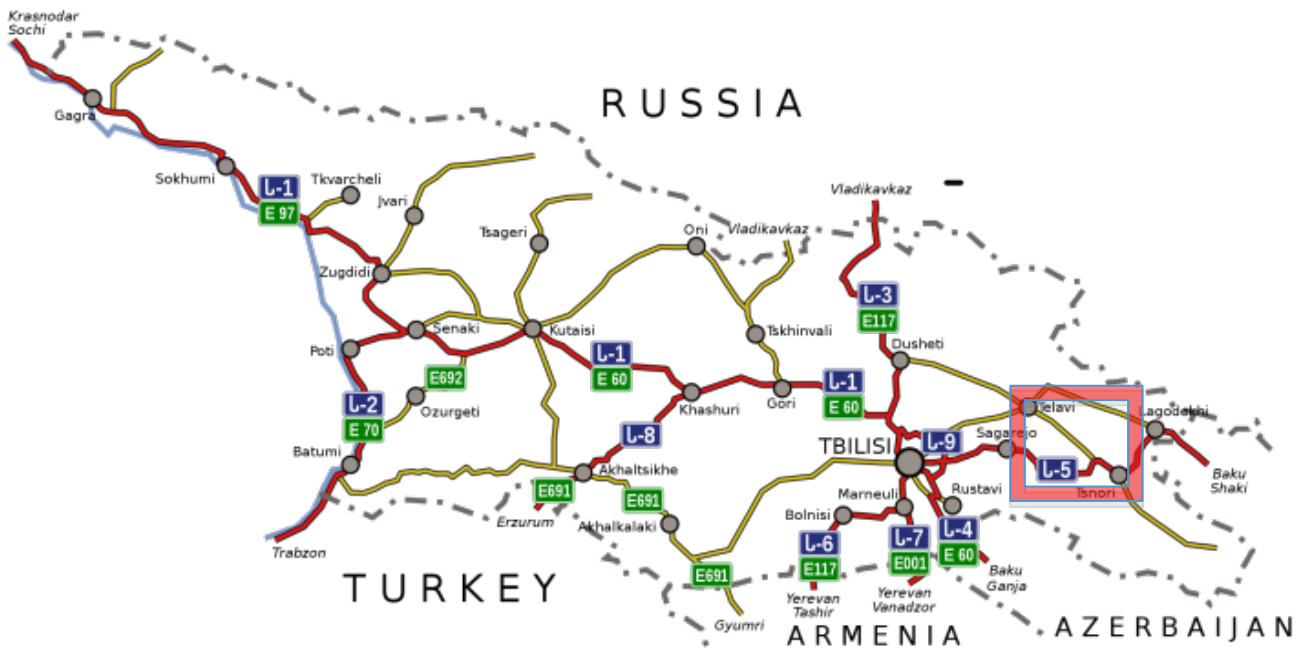 Krasnodar
Sochi
RUSSIA
Gagra
Sokhumi
Tkvarcheli
Jvari
Vladikavkaz
ს-1
E 97
Tsageri
Oni
Vladikavkaz
Zugdidi
ს-3
E117
Senaki
Kutaisi
Tskhinvali
Dusheti
Poti
ს-1
E 60
E692
ს-1
E 60
Ozurgeti
Khashuri
Gori
Telavi
Lagodekhi
ს-2
E 70
ს-8
TBILISI
ს-9
Sagarejo
Batumi
Akhaltsikhe
ს-5
Baku
Shaki
E691
E691
Marneuli
Rustavi
Tsnori
Erzurum
Akhalkalaki
Bolnisi
Trabzon
ს-6
E117
ს-7
E001
ს-4
E 60
TURKEY
E691
Baku
Ganja
Yerevan
Tashir
Yerevan
Vanadzor
Gyumri
ARMENIA
AZERBAIJAN